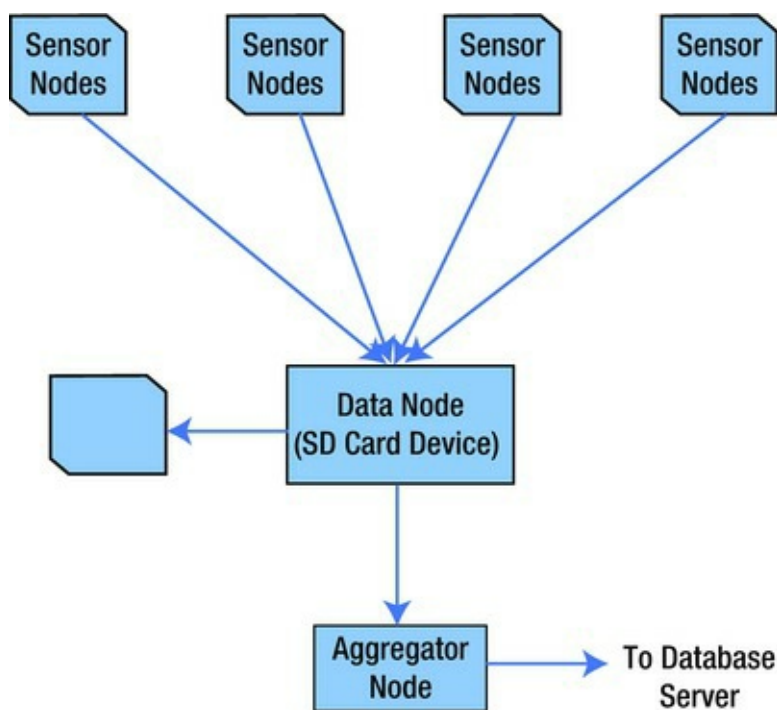 Sensor
Nodes
Sensor
Nodes
Sensor
Nodes
Sensor
Nodes
Data Node
(SD Card Device)
Aggregator
Node
To Database
Server